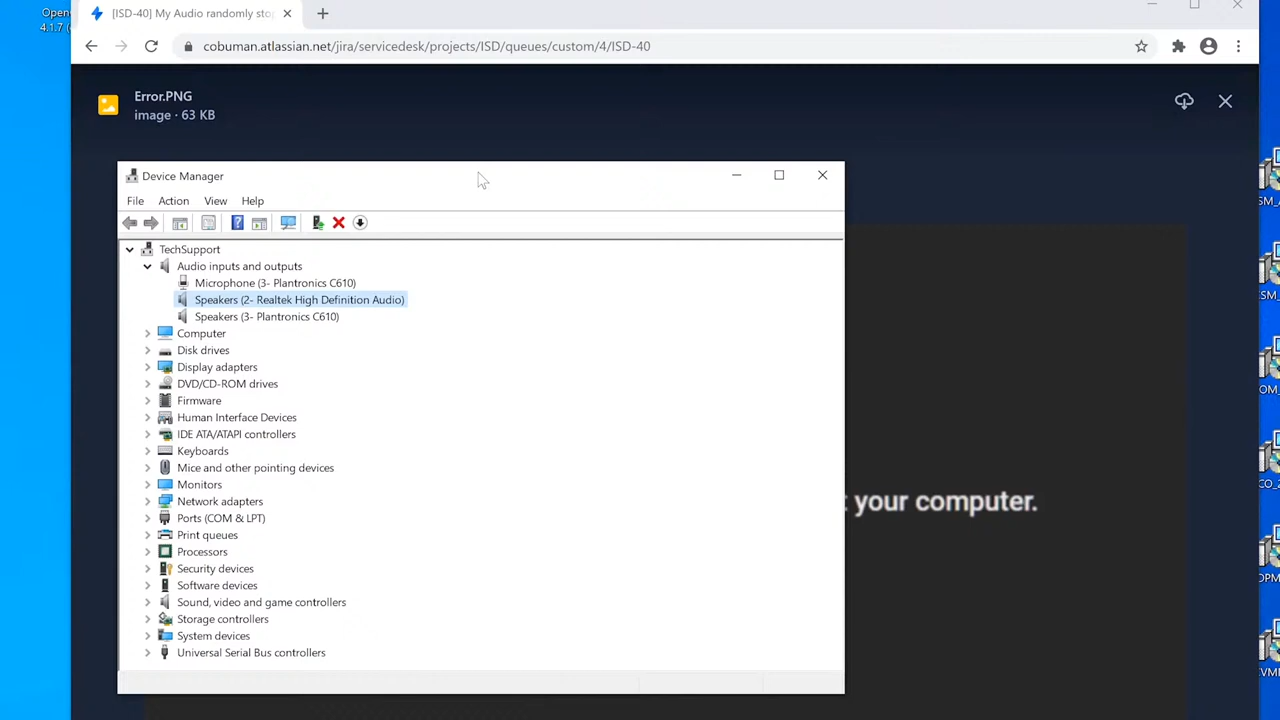 Open
4.1.7 (
[ISD-40] My Audio randomly sto
cobuman.atlassian.net/jira/servicedesk/projects/ISD/queues/custom/4/ISD-40
Error.PNG
image · 63 KB
Device Manager
File Action View Help
TechSupport
Audio inputs and outputs
Microphone (3- Plantronics C610)
Speakers (2- Realtek High Definition Audio)
Speakers (3- Plantronics C610)
Computer
Disk drives
Display adapters
DVD/CD-ROM drives
Firmware
Human Interface Devices
IDE ATA/ATAPI controllers
Keyboards
Mice and other pointing devices
Monitors
Network adapters
your computer.
Ports (COM & LPT)
Print queues
Processors
Security devices
Software devices
Sound, video and game controllers
Storage controllers
System devices
Universal Serial Bus controllers